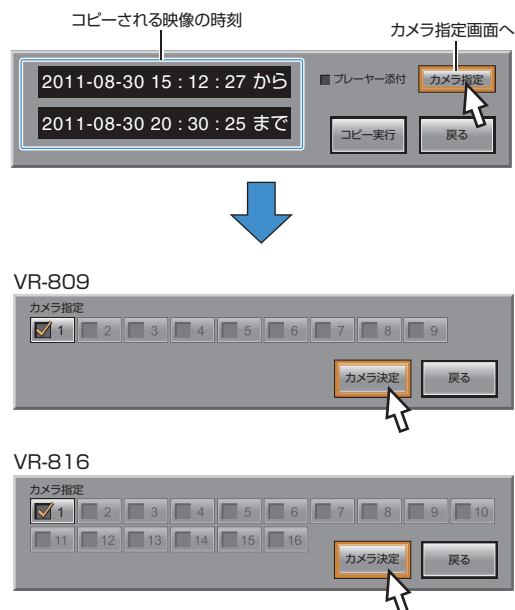 コピーされる映像の時刻
カメラ指定画面へ
2011-08-30 15 : 12 : 27 から
プレーヤー添付
カメラ指定
2011-08-30 20 : 30 : 25 まで
コピー実行
戻る
VR-809
カメラ指定
1 2 3 4 5 6 7 8 9
カメラ決定
戻る
VR-816
カメラ指定
1 2 3 4 5 6 7 8 9 10
11 12 13 14 15 16
カメラ決定
戻る